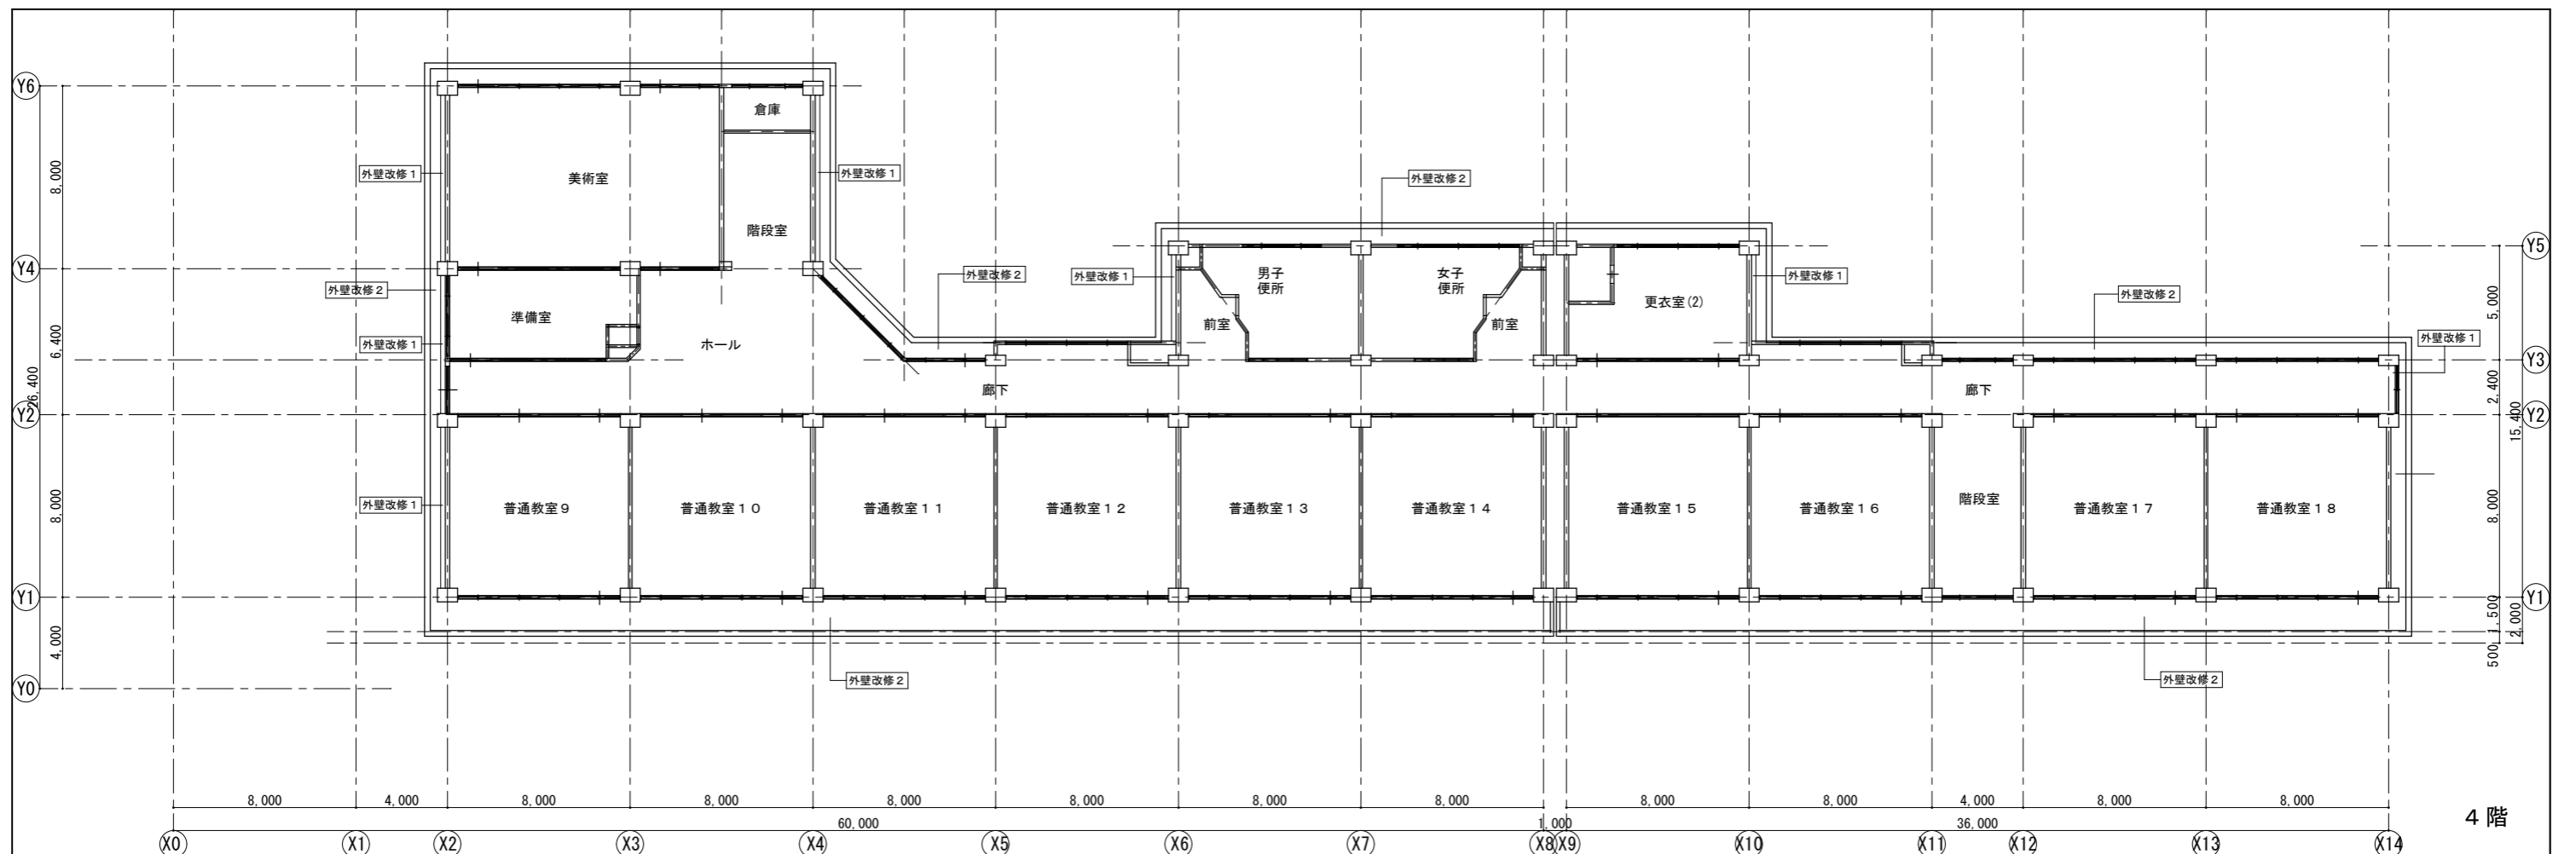 Y6
倉庫
8,000
外壁改修１
美術室
外壁改修１
外壁改修２
階段室
Y5
Y4
外壁改修２
外壁改修１
男子
便所
女子
便所
外壁改修１
外壁改修２
準備室
更衣室(2)
5,000
外壁改修２
前室
前室
6,400
外壁改修１
ホール
外壁改修１
Y3
26,400
廊下
廊下
2,400
Y2
Y2
15,400
8,000
外壁改修１
普通教室９
普通教室１０
普通教室１１
普通教室１２
普通教室１３
普通教室１４
普通教室１５
普通教室１６
階段室
普通教室１７
普通教室１８
8,000
Y1
Y1
1,500
2,000
4,000
500
Y0
外壁改修２
外壁改修２
8,000
4,000
8,000
8,000
8,000
8,000
8,000
8,000
8,000
8,000
4,000
8,000
8,000
60,000
1,000
36,000
４階
X0
X1
X2
X3
X4
X5
X6
X7
X8
X9
X10
X11
X12
X13
X14